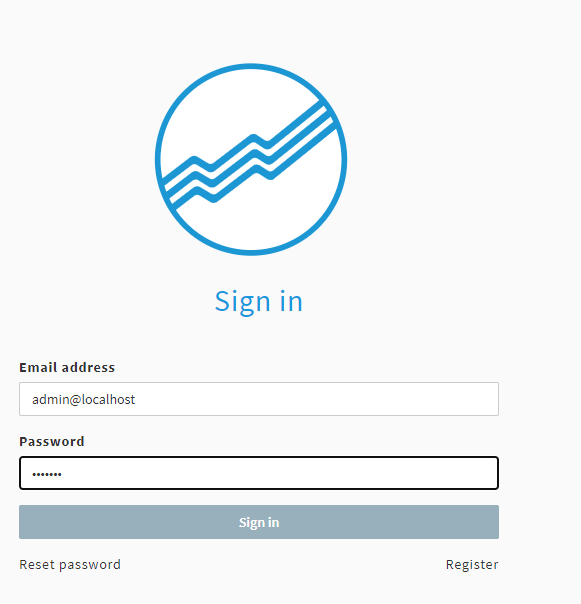 Sign in
Email address
admin@localhost
Password
•••••••
Sign in
Reset password
Register